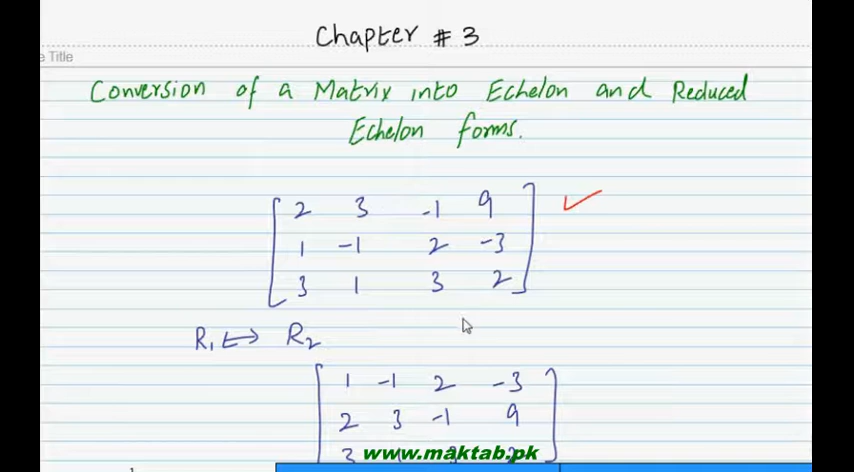 Chapter # 3
e Title
Conversion of a Matrix into Echelon and Reduced
Echelon forms.
2 3 -1 9
1 -1 2 -3
3 1 3 2
R₁ ↔ R₂
1 -1 2 -3
2 3 -1 9
3
www.maktab.pk